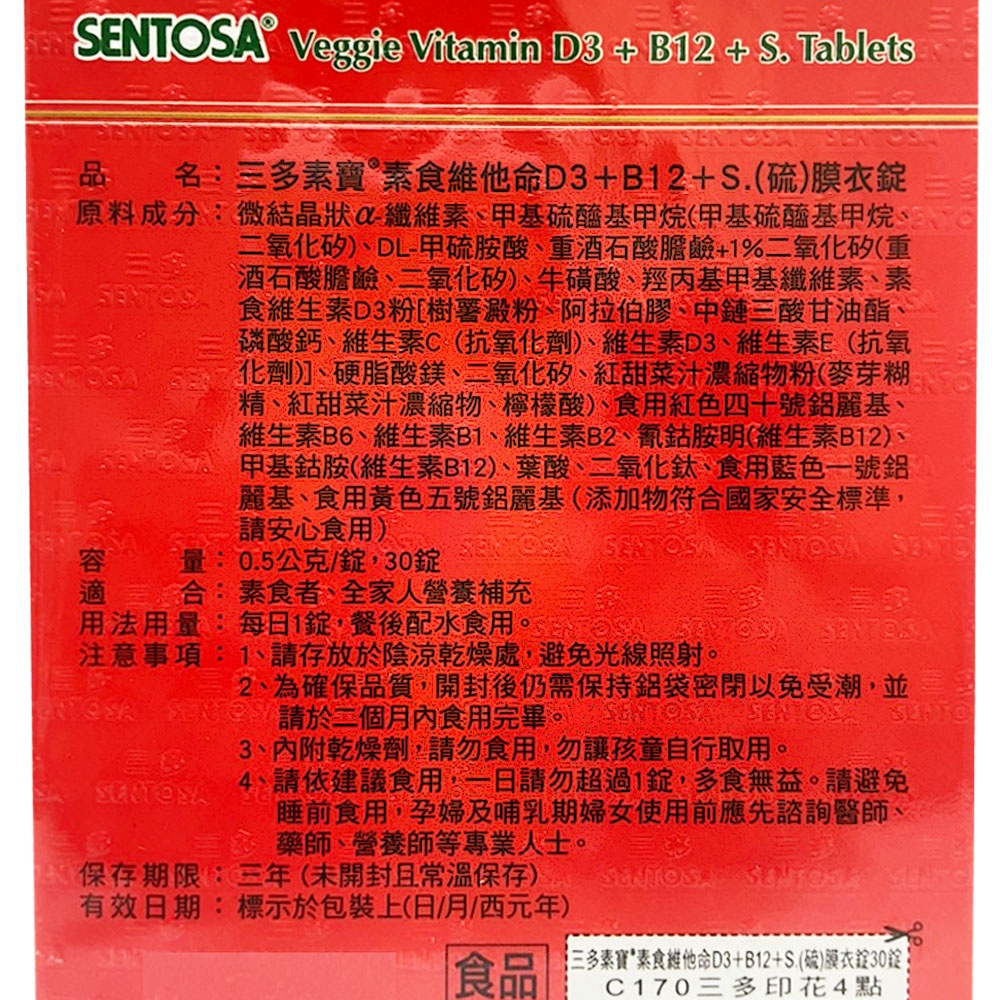 SENTOSA® Veggie Vitamin D3 + B12 + S. Tablets
品 名：三多素寶®素食維他命D3+B12+S.(硫)膜衣錠
原料成分：微結晶狀α-纖維素、甲基硫醯基甲烷(甲基硫醯基甲烷、
二氧化矽)、DL-甲硫胺酸、重酒石酸膽鹼+1%二氧化矽(重
酒石酸膽鹼、二氧化矽)、牛磺酸、羥丙基甲基纖維素、素
食維生素D3粉[樹薯澱粉、阿拉伯膠、中鏈三酸甘油酯、
磷酸鈣、維生素C（抗氧化劑）、維生素D3、維生素E（抗氧
化劑）]、硬脂酸鎂、二氧化矽、紅甜菜汁濃縮物粉(麥芽糊
精、紅甜菜汁濃縮物、檸檬酸)、食用紅色四十號鋁麗基、
維生素B6、維生素B1、維生素B2、氰鈷胺明(維生素B12)、
甲基鈷胺(維生素B12)、葉酸、二氧化鈦、食用藍色一號鋁
麗基、食用黃色五號鋁麗基（添加物符合國家安全標準，
請安心食用）
容 量：0.5公克/錠，30錠
適 合：素食者、全家人營養補充
用法用量：每日1錠，餐後配水食用。
注意事項：1、請存放於陰涼乾燥處，避免光線照射。
2、為確保品質，開封後仍需保持鋁袋密閉以免受潮，並
請於二個月內食用完畢。
3、內附乾燥劑，請勿食用，勿讓孩童自行取用。
4、請依建議食用，一日請勿超過1錠，多食無益。請避免
睡前食用，孕婦及哺乳期婦女使用前應先諮詢醫師、
藥師、營養師等專業人士。
保存期限：三年（未開封且常溫保存）
有效日期：標示於包裝上(日/月/西元年)
食品
三多素寶®素食維他命D3+B12+S.(硫)膜衣錠30錠
C170三多印花4點